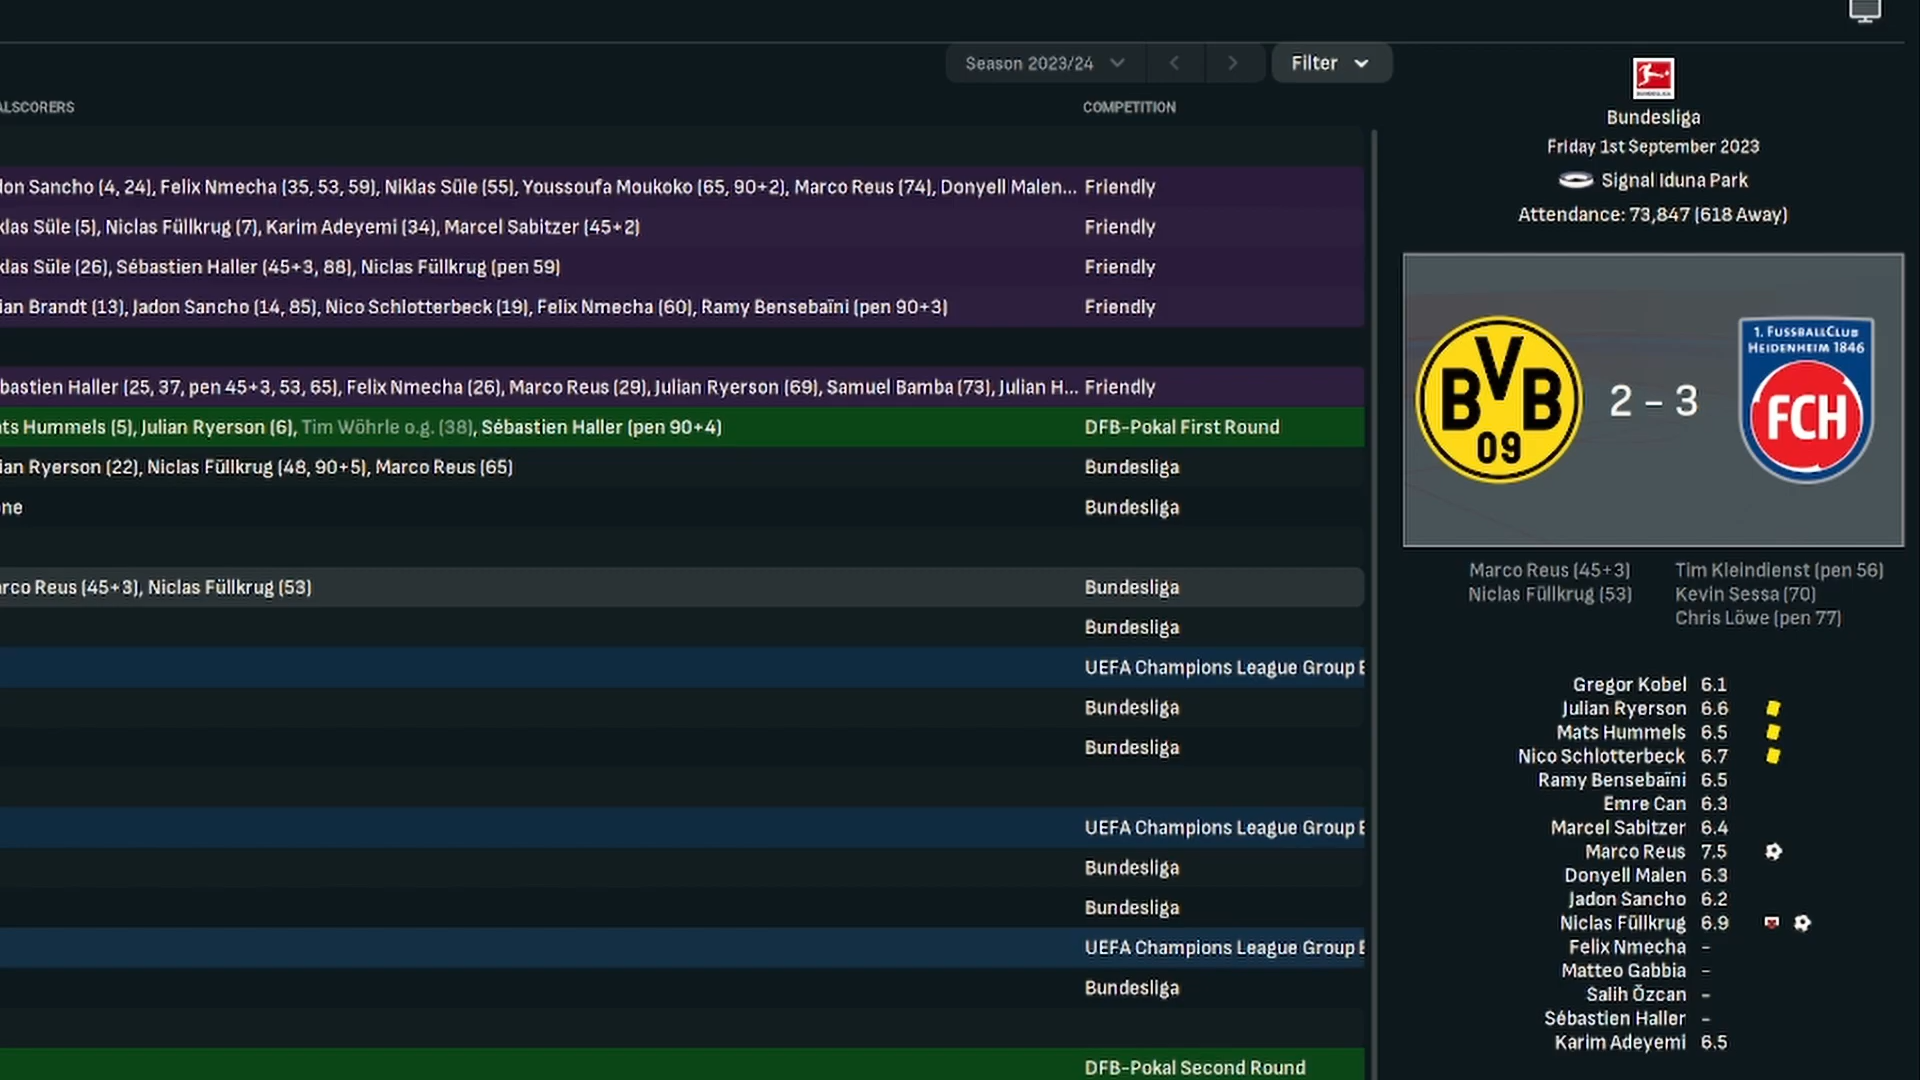 Season 2023/24
Filter
ALSCORERS
COMPETITION
don Sancho (4, 24), Felix Nmecha (35, 53, 59), Niklas Süle (55), Youssoufa Moukoko (65, 90+2), Marco Reus (74), Donyell Malen... Friendly
klas Süle (5), Niclas Füllkrug (7), Karim Adeyemi (34), Marcel Sabitzer (45+2) Friendly
klas Süle (26), Sébastien Haller (45+3, 88), Niclas Füllkrug (pen 59) Friendly
ian Brandt (13), Jadon Sancho (14, 85), Nico Schlotterbeck (19), Felix Nmecha (60), Ramy Bensebaïni (pen 90+3) Friendly
bastien Haller (25, 37, pen 45+3, 53, 65), Felix Nmecha (26), Marco Reus (29), Julian Ryerson (69), Samuel Bamba (73), Julian H... Friendly
ats Hummels (5), Julian Ryerson (6), Tim Wöhrle o.g. (38), Sébastien Haller (pen 90+4) DFB-Pokal First Round
ian Ryerson (22), Niclas Füllkrug (48, 90+5), Marco Reus (65) Bundesliga
one Bundesliga
arco Reus (45+3), Niclas Füllkrug (53) Bundesliga
Bundesliga
UEFA Champions League Group E
Bundesliga
Bundesliga
UEFA Champions League Group E
Bundesliga
Bundesliga
UEFA Champions League Group E
Bundesliga
DFB-Pokal Second Round
Bundesliga
Friday 1st September 2023
Signal Iduna Park
Attendance: 73,847 (618 Away)
BVB
09
2 - 3
1. FUSSBALLCLUB
HEIDENHEIM 1846
FCH
Marco Reus (45+3)
Niclas Füllkrug (53)
Tim Kleindienst (pen 56)
Kevin Sessa (70)
Chris Löwe (pen 77)
Gregor Kobel 6.1
Julian Ryerson 6.6
Mats Hummels 6.5
Nico Schlotterbeck 6.7
Ramy Bensebaïni 6.5
Emre Can 6.3
Marcel Sabitzer 6.4
Marco Reus 7.5
Donyell Malen 6.3
Jadon Sancho 6.2
Niclas Füllkrug 6.9
Felix Nmecha -
Matteo Gabbia -
Salih Özcan -
Sébastien Haller -
Karim Adeyemi 6.5